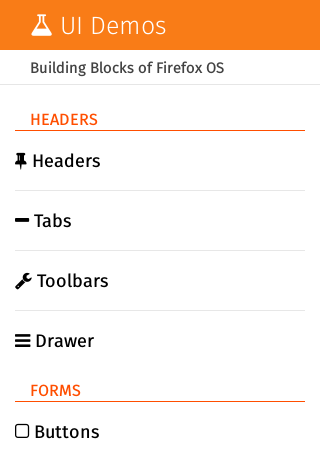 UI Demos
Building Blocks of Firefox OS
HEADERS
Headers
Tabs
Toolbars
Drawer
FORMS
Buttons